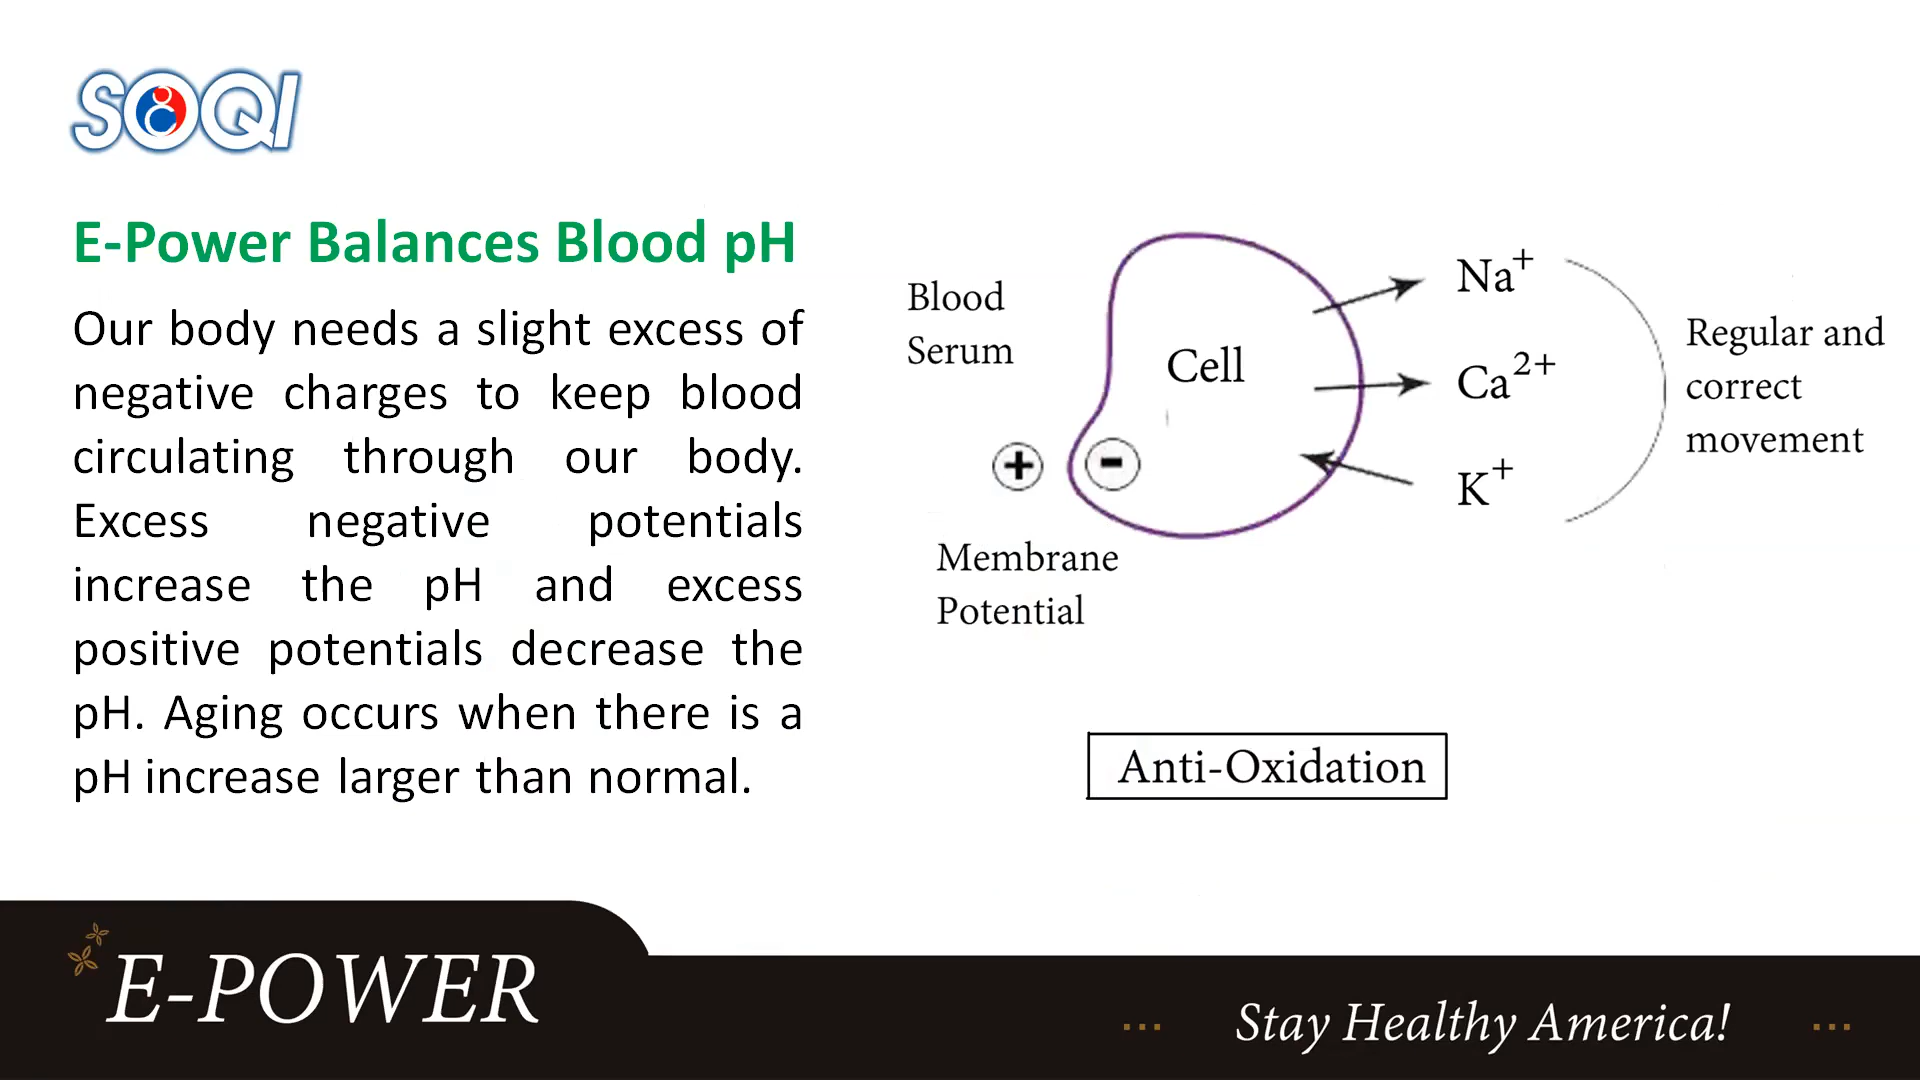 SOQI
E-Power Balances Blood pH
Our body needs a slight excess of
negative charges to keep blood
circulating through our body.
Excess negative potentials
increase the pH and excess
positive potentials decrease the
pH. Aging occurs when there is a
pH increase larger than normal.
Blood
Serum
Cell
+
-
Membrane
Potential
Na⁺
Ca²⁺
K⁺
Regular and
correct
movement
Anti-Oxidation
E-POWER
... Stay Healthy America! ...